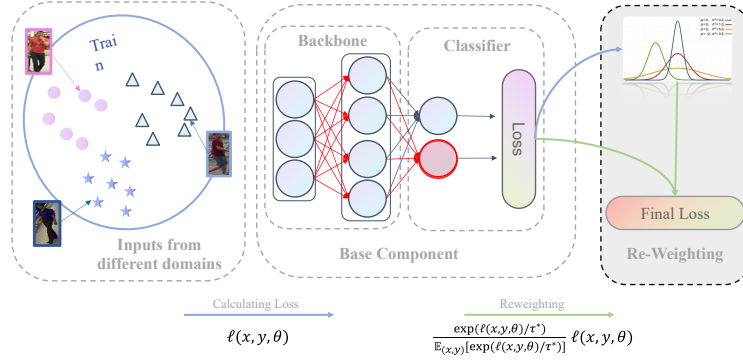 Trai
n
Inputs from
different domains
Backbone
Classifier
Loss
Base Component
Final Loss
Re-Weighting
Calculating Loss
ℓ(x, y, θ)
Reweighting
exp(ℓ(x,y,θ)/τ*)
𝔼(x,y)[exp(ℓ(x,y,θ)/τ*)]
ℓ(x, y, θ)